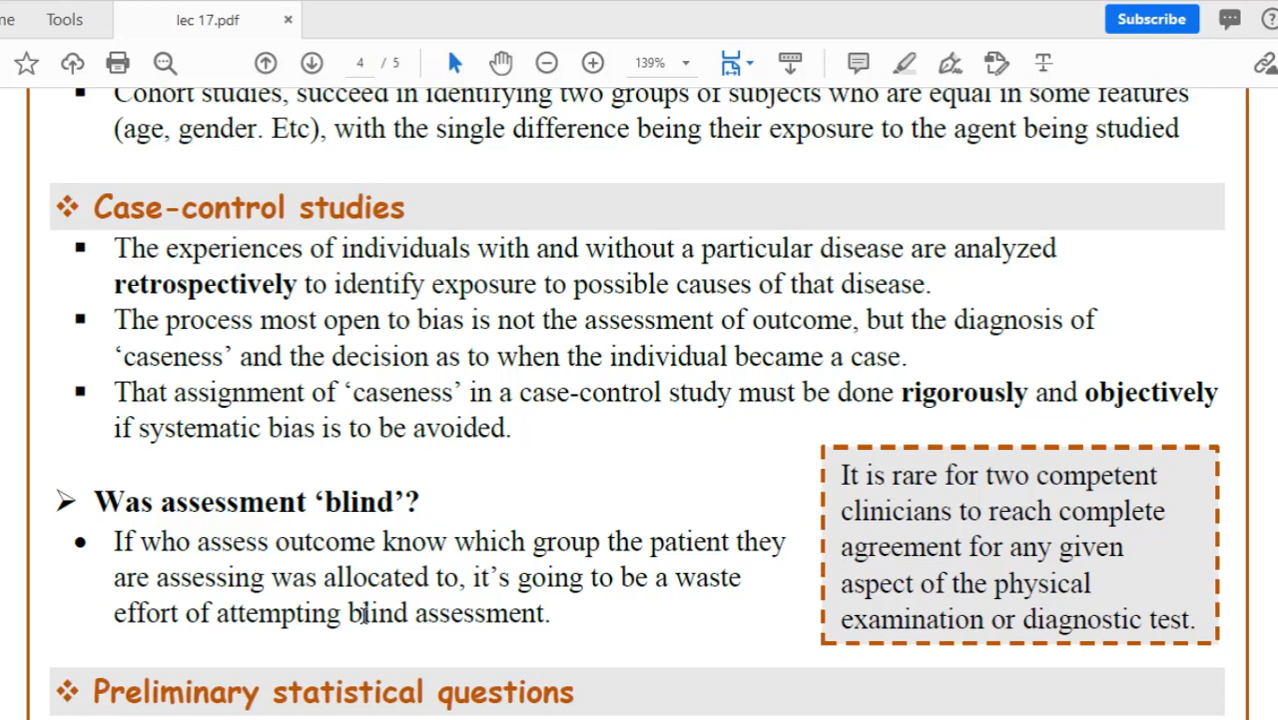 me Tools lec 17.pdf × Subscribe
4 / 5 139%
Cohort studies, succeed in identifying two groups of subjects who are equal in some features
(age, gender. Etc), with the single difference being their exposure to the agent being studied
Case-control studies
The experiences of individuals with and without a particular disease are analyzed
retrospectively to identify exposure to possible causes of that disease.
The process most open to bias is not the assessment of outcome, but the diagnosis of
‘caseness’ and the decision as to when the individual became a case.
That assignment of ‘caseness’ in a case-control study must be done rigorously and objectively
if systematic bias is to be avoided.
Was assessment ‘blind’?
If who assess outcome know which group the patient they
are assessing was allocated to, it’s going to be a waste
effort of attempting blind assessment.
It is rare for two competent
clinicians to reach complete
agreement for any given
aspect of the physical
examination or diagnostic test.
Preliminary statistical questions